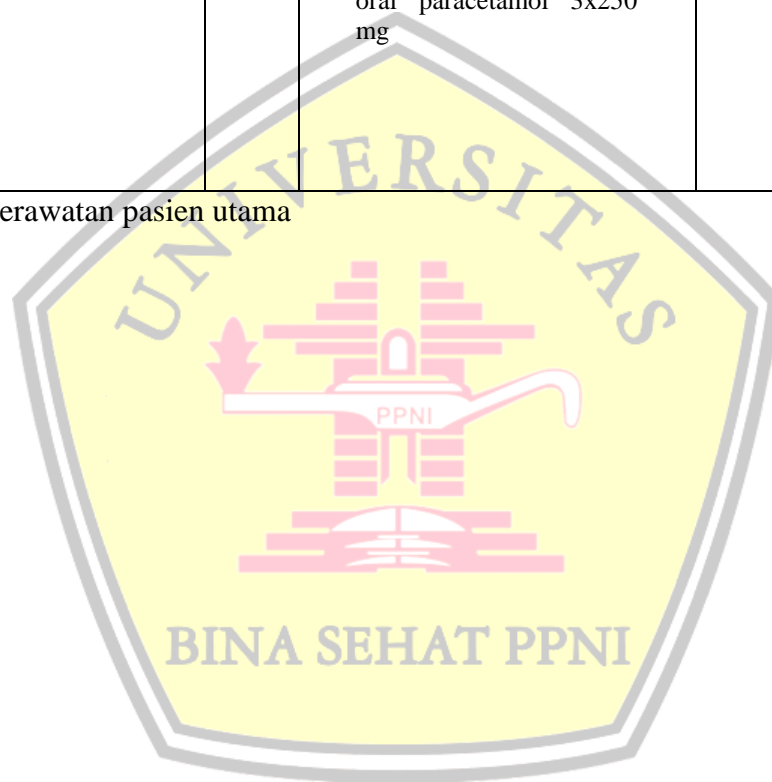 oral paracetamol 3x250
mg
erawatan pasien utama
UNIVERSITAS
PPNI
BINA SEHAT PPNI